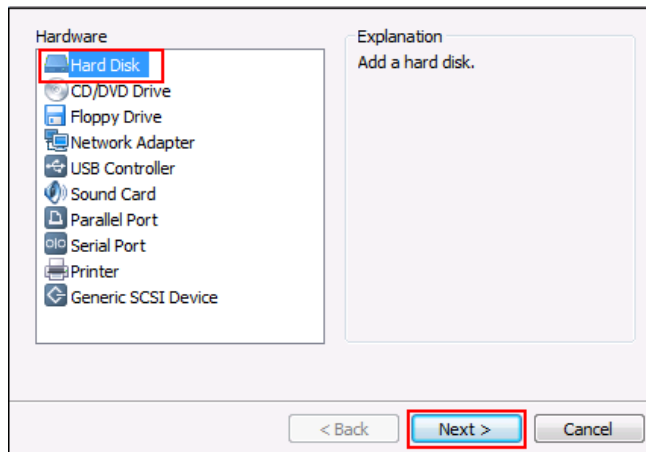 Hardware
Hard Disk
CD/DVD Drive
Floppy Drive
Network Adapter
USB Controller
Sound Card
Parallel Port
Serial Port
Printer
Generic SCSI Device
Explanation
Add a hard disk.
< Back
Next >
Cancel